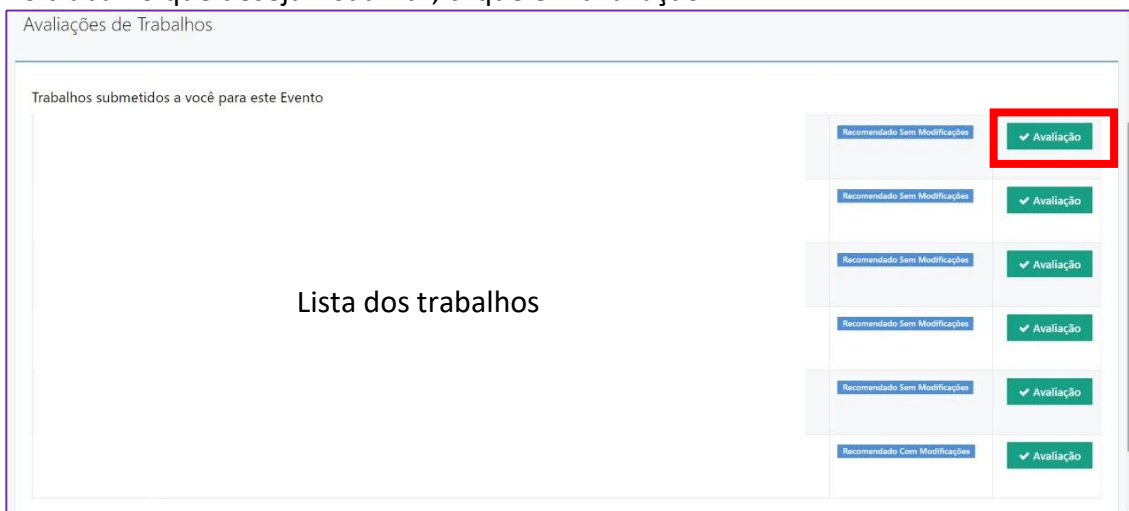 Avaliações de Trabalhos
Trabalhos submetidos a você para este Evento
Recomendado Sem Modificações
✔ Avaliação
Recomendado Sem Modificações
✔ Avaliação
Recomendado Sem Modificações
✔ Avaliação
Lista dos trabalhos
Recomendado Sem Modificações
✔ Avaliação
Recomendado Sem Modificações
✔ Avaliação
Recomendado Com Modificações
✔ Avaliação